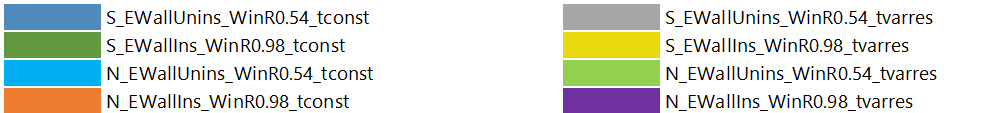 S_EWallUnins_WinR0.54_tconst
S_EWallIns_WinR0.98_tconst
N_EWallUnins_WinR0.54_tconst
N_EWallIns_WinR0.98_tconst
S_EWallUnins_WinR0.54_tvarres
S_EWallIns_WinR0.98_tvarres
N_EWallUnins_WinR0.54_tvarres
N_EWallIns_WinR0.98_tvarres